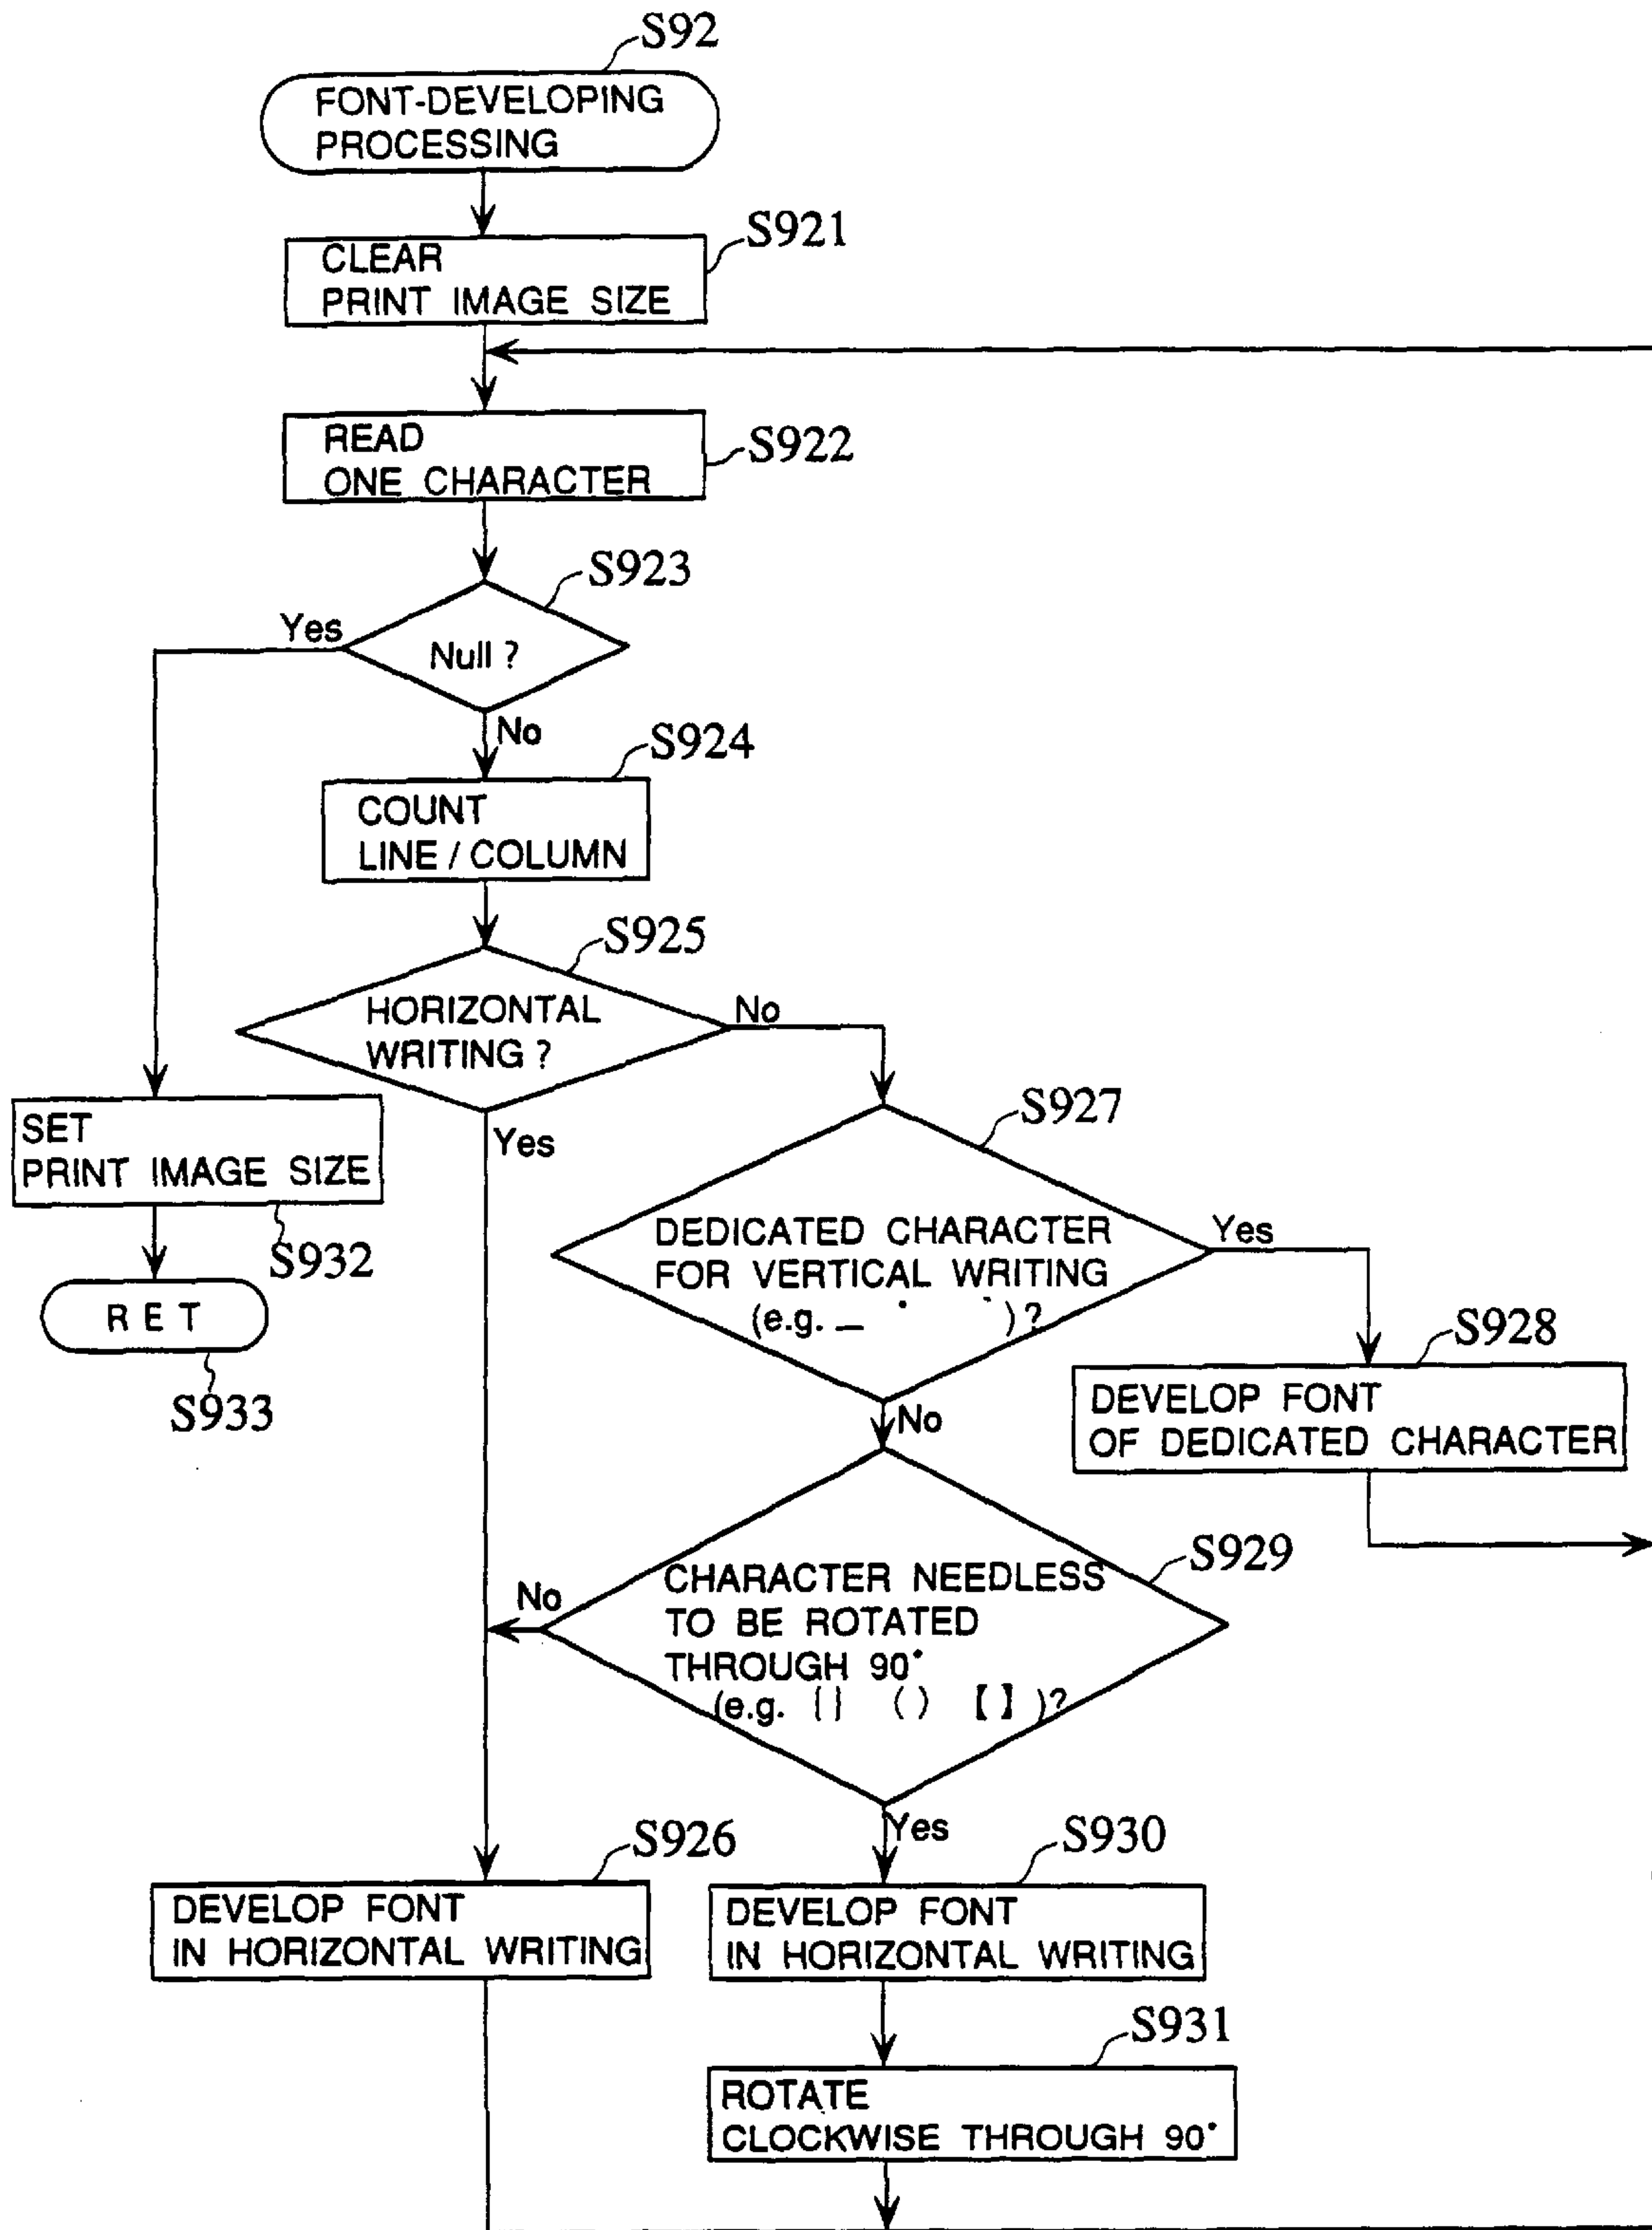 S92
FONT-DEVELOPING
PROCESSING
S921
CLEAR
PRINT IMAGE SIZE
S922
READ
ONE CHARACTER
S923
Yes
Null ?
No
S924
COUNT
LINE / COLUMN
S925
HORIZONTAL
WRITING ?
No
Yes
SET
PRINT IMAGE SIZE
S932
R E T
S933
S927
DEDICATED CHARACTER
FOR VERTICAL WRITING
(e.g. )?
Yes
No
S928
DEVELOP FONT
OF DEDICATED CHARACTER
S929
No
CHARACTER NEEDLESS
TO BE ROTATED
THROUGH 90°
(e.g. { } ( ) 【 】 )?
Yes
S926
DEVELOP FONT
IN HORIZONTAL WRITING
S930
DEVELOP FONT
IN HORIZONTAL WRITING
S931
ROTATE
CLOCKWISE THROUGH 90°